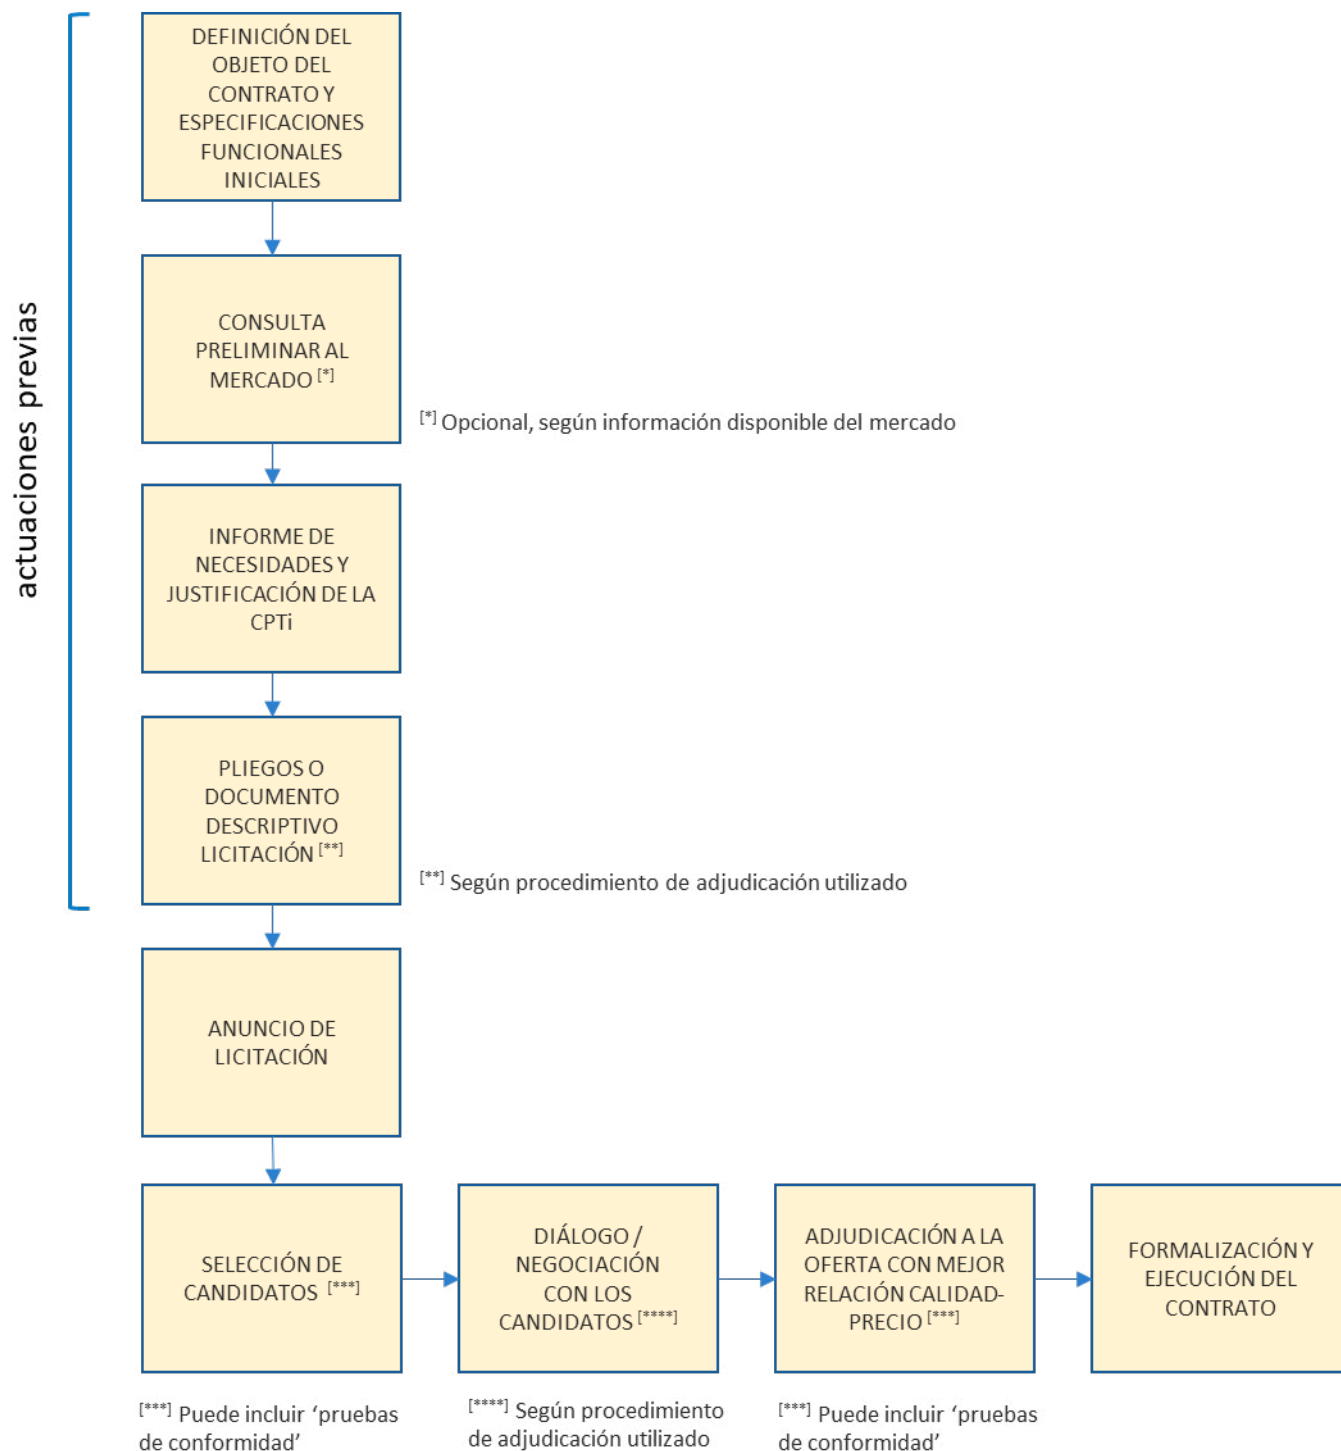 actuaciones previas
DEFINICIÓN DEL
OBJETO DEL
CONTRATO Y
ESPECIFICACIONES
FUNCIONALES
INICIALES
CONSULTA
PRELIMINAR AL
MERCADO [*]
[*] Opcional, según información disponible del mercado
INFORME DE
NECESIDADES Y
JUSTIFICACIÓN DE LA
CPTi
PLIEGOS O
DOCUMENTO
DESCRIPTIVO
LICITACIÓN [**]
[**] Según procedimiento de adjudicación utilizado
ANUNCIO DE
LICITACIÓN
SELECCIÓN DE
CANDIDATOS [***]
DIÁLOGO /
NEGOCIACIÓN
CON LOS
CANDIDATOS [****]
ADJUDICACIÓN A LA
OFERTA CON MEJOR
RELACIÓN CALIDAD-
PRECIO [***]
FORMALIZACIÓN Y
EJECUCIÓN DEL
CONTRATO
[***] Puede incluir ‘pruebas
de conformidad’
[****] Según procedimiento
de adjudicación utilizado
[***] Puede incluir ‘pruebas
de conformidad’